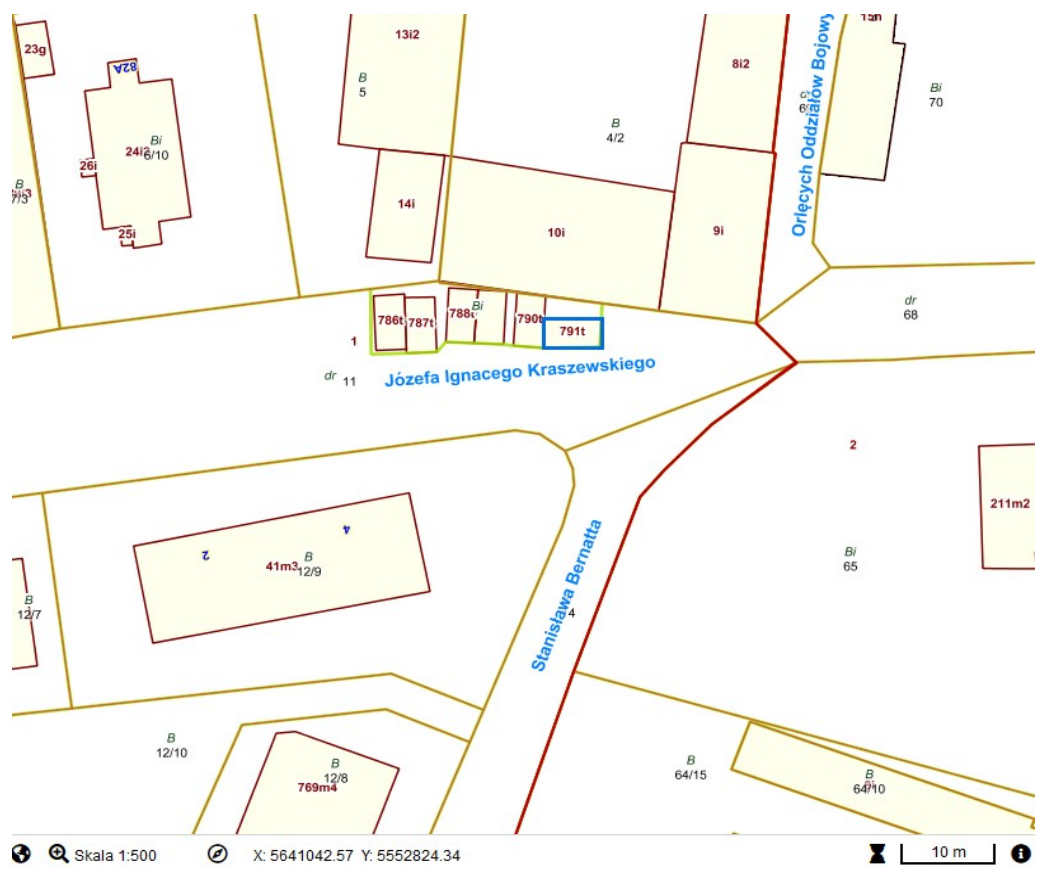 23g
82A
Bi
24i2
6/10
26i
B
7/3
25i
13i2
B
5
14i
B
4/2
8i2
10i
9i
15h
Orlęcych Oddziałów Bojowy
Bi
70
dr
68
786t
787t
788t
Bi
790t
791t
1
dr 11
Józefa Ignacego Kraszewskiego
2
211m2
Bi
65
2
4
41m3
B
12/9
B
12/7
Stanisława Bernatta
4
B
12/10
B
12/8
769m4
B
64/15
B
64/10
Skala 1:500
X: 5641042.57 Y: 5552824.34
10 m